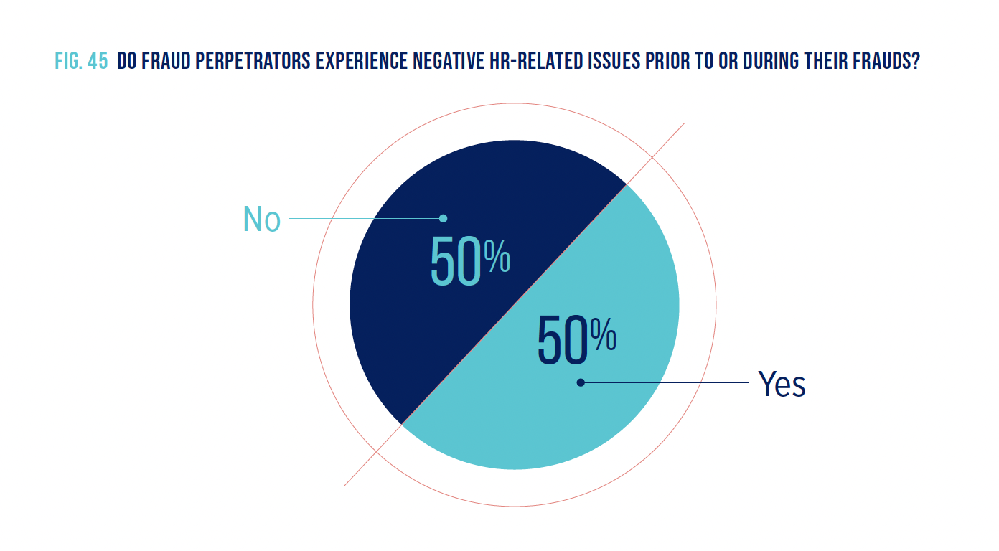 FIG. 45 DO FRAUD PERPETRATORS EXPERIENCE NEGATIVE HR-RELATED ISSUES PRIOR TO OR DURING THEIR FRAUDS?
No
50%
50%
Yes